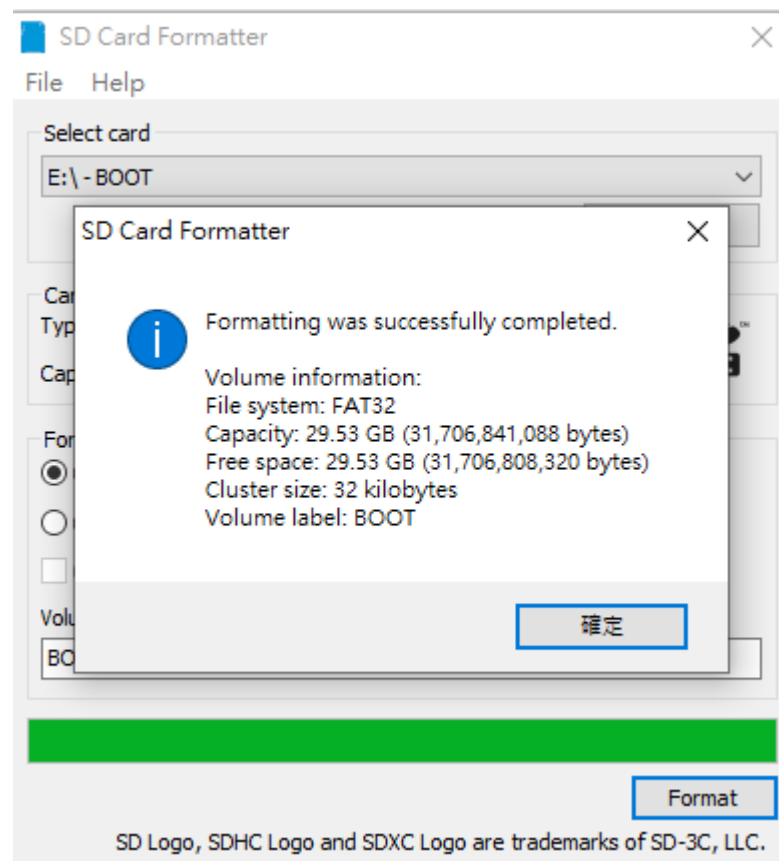 SD Card Formatter
File Help
Select card
E:\ - BOOT
SD Card Formatter
Formatting was successfully completed.
Volume information:
File system: FAT32
Capacity: 29.53 GB (31,706,841,088 bytes)
Free space: 29.53 GB (31,706,808,320 bytes)
Cluster size: 32 kilobytes
Volume label: BOOT
確定
Format
SD Logo, SDHC Logo and SDXC Logo are trademarks of SD-3C, LLC.